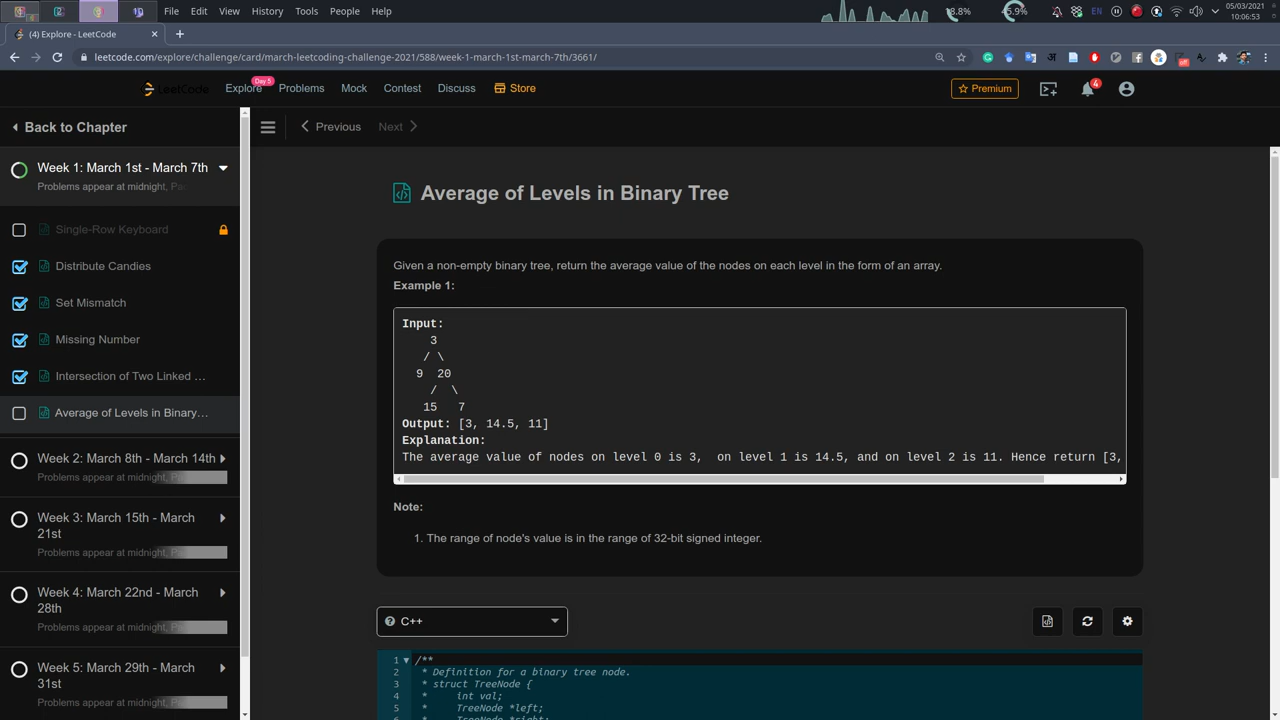 File Edit View History Tools People Help
18.8%
EN
05/03/2021
10:06:53
(4) Explore - LeetCode
leetcode.com/explore/challenge/card/march-leetcoding-challenge-2021/588/week-1-march-1st-march-7th/3661/
off
LeetCode Explore Day 5 Problems Mock Contest Discuss Store Premium 4
Back to Chapter
Previous Next
Week 1: March 1st - March 7th
Problems appear at midnight,
Single-Row Keyboard
Distribute Candies
Set Mismatch
Missing Number
Intersection of Two Linked ...
Average of Levels in Binary...
Week 2: March 8th - March 14th
Problems appear at midnight,
Week 3: March 15th - March
21st
Problems appear at midnight,
Week 4: March 22nd - March
28th
Problems appear at midnight,
Week 5: March 29th - March
31st
Problems appear at midnight,
Average of Levels in Binary Tree
Given a non-empty binary tree, return the average value of the nodes on each level in the form of an array.
Example 1:
Input:
3
/ \
9 20
/ \
15 7
Output: [3, 14.5, 11]
Explanation:
The average value of nodes on level 0 is 3, on level 1 is 14.5, and on level 2 is 11. Hence return [3,
Note:
1. The range of node's value is in the range of 32-bit signed integer.
C++
1 /**
2 * Definition for a binary tree node.
3 * struct TreeNode {
4 * int val;
5 * TreeNode *left;
6 * TreeNode *right;